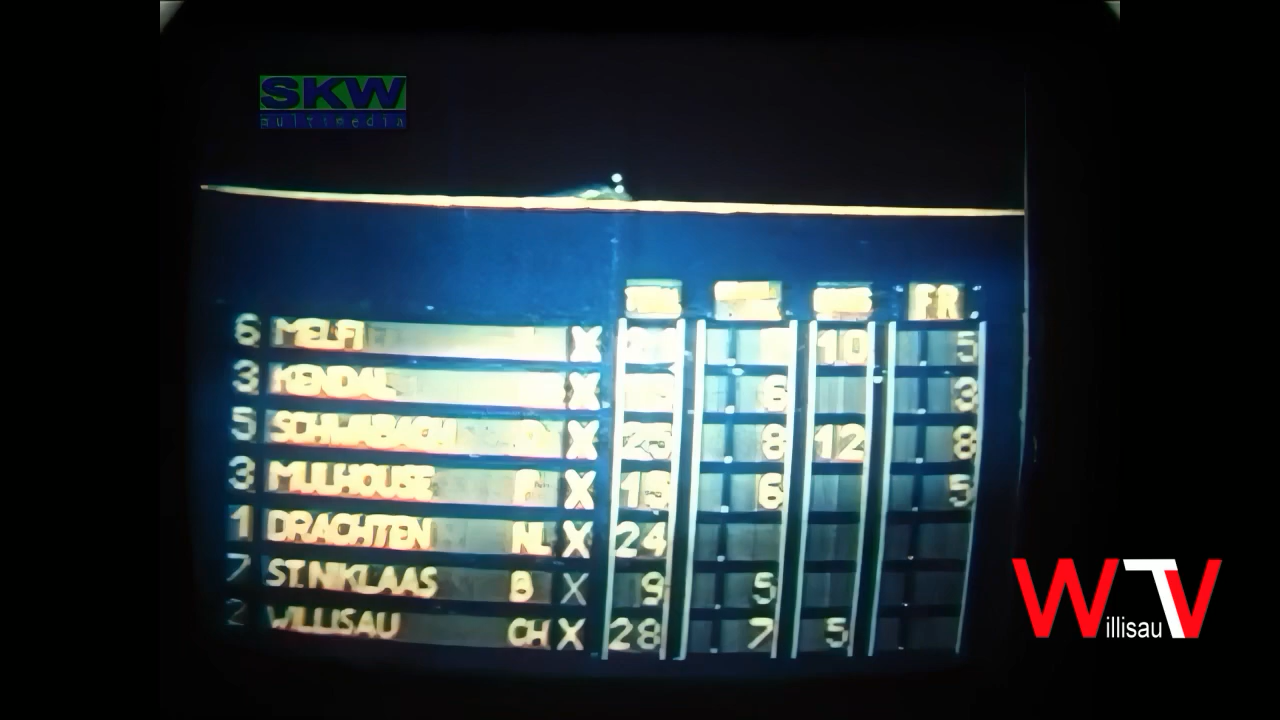 SKW
multimedia
FR
6 MELFI I X 10 5
3 KENDAL X 6 3
5 SCHWABACH D X 25 8 12 8
3 MULHOUSE F X 15 6 5
1 DRACHTEN NL X 24
7 ST.NIKLAAS B X 9 5
2 WILLISAU CH X 28 7 5
Willisau TV